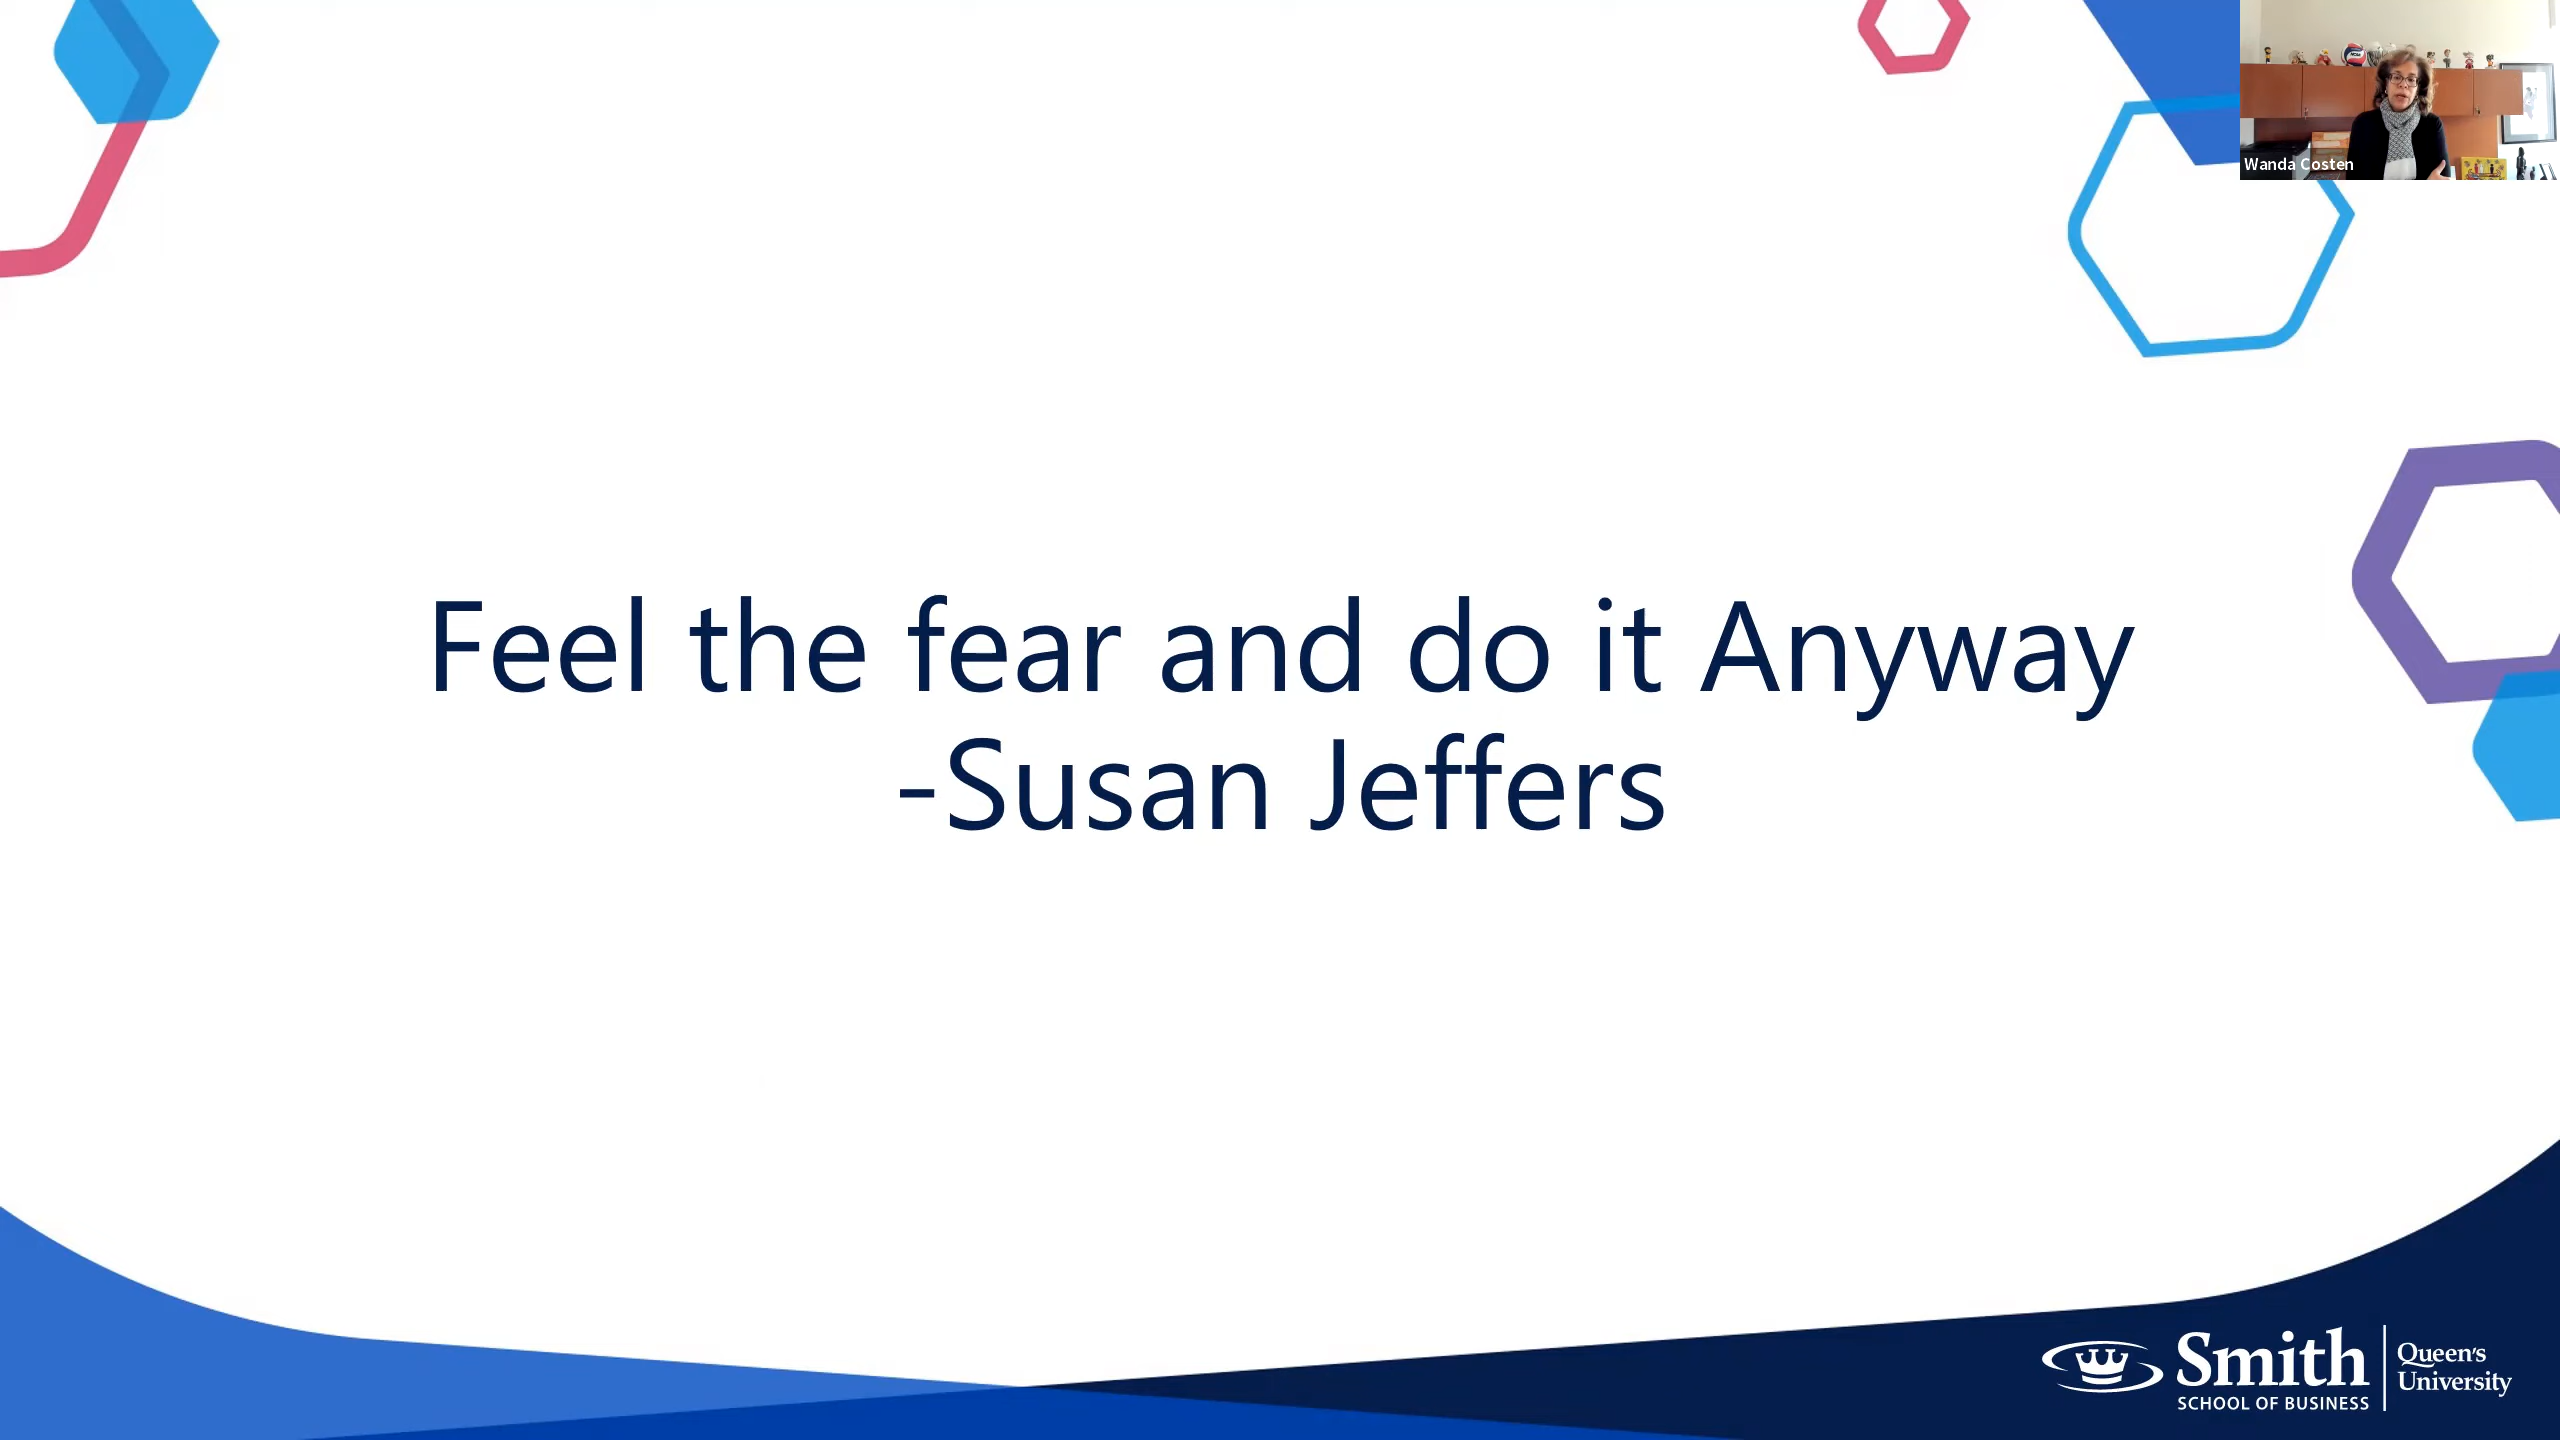 Wanda Costen
Feel the fear and do it Anyway
-Susan Jeffers
Smith
SCHOOL OF BUSINESS
Queen's
University